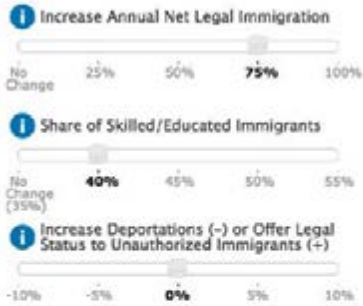 i Increase Annual Net Legal Immigration
No Change 25% 50% 75% 100%
i Share of Skilled/Educated Immigrants
No Change (35%) 40% 45% 50% 55%
i Increase Deportations (-) or Offer Legal
Status to Unauthorized Immigrants (+)
-10% -5% 0% 5% 10%